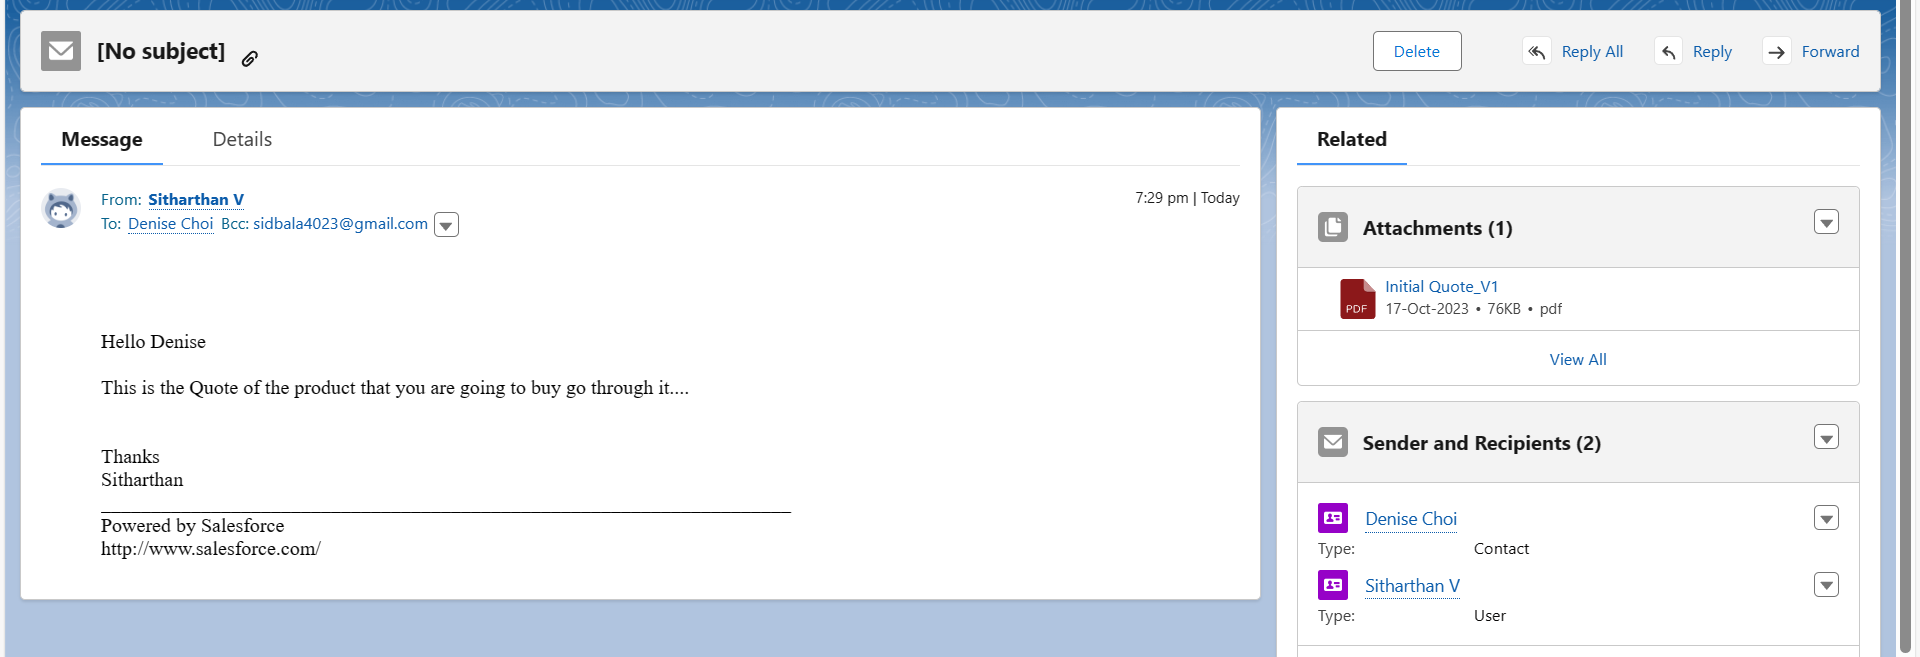 [No subject]
Delete
Reply All
Reply
Forward
Message
Details
From: Sitharthan V
7:29 pm | Today
To: Denise Choi Bcc: sidbala4023@gmail.com
Hello Denise
This is the Quote of the product that you are going to buy go through it....
Thanks
Sitharthan
Powered by Salesforce
http://www.salesforce.com/
Related
Attachments (1)
PDF
Initial Quote_V1
17-Oct-2023 • 76KB • pdf
View All
Sender and Recipients (2)
Denise Choi
Type: Contact
Sitharthan V
Type: User